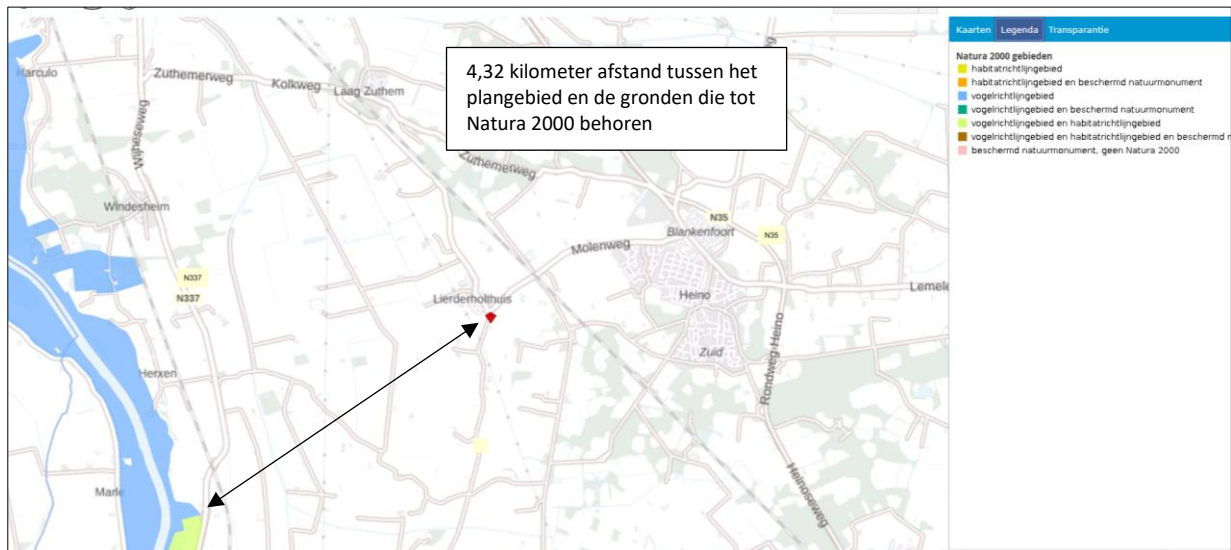 Kaarten Legenda Transparantie
Natura 2000 gebieden
habitatrichtlijngebied
habitatrichtlijngebied en beschermd natuurmonument
vogelrichtlijngebied
vogelrichtlijngebied en beschermd natuurmonument
vogelrichtlijngebied en habitatrichtlijngebied
vogelrichtlijngebied en habitatrichtlijngebied en beschermd n
beschermd natuurmonument, geen Natura 2000
4,32 kilometer afstand tussen het
plangebied en de gronden die tot
Natura 2000 behoren
Harculo
Zuthemerweg
Kolkweg
Laag Zuthem
Wijheseweg
Zuthemerweg
Windesheim
N35
Blankenfoort
N35
Molenweg
N337
N337
Lierderholthuis
Heino
Lemele
Zuid
Rondweg Heino
Herxen
Marle
Heinoseweg